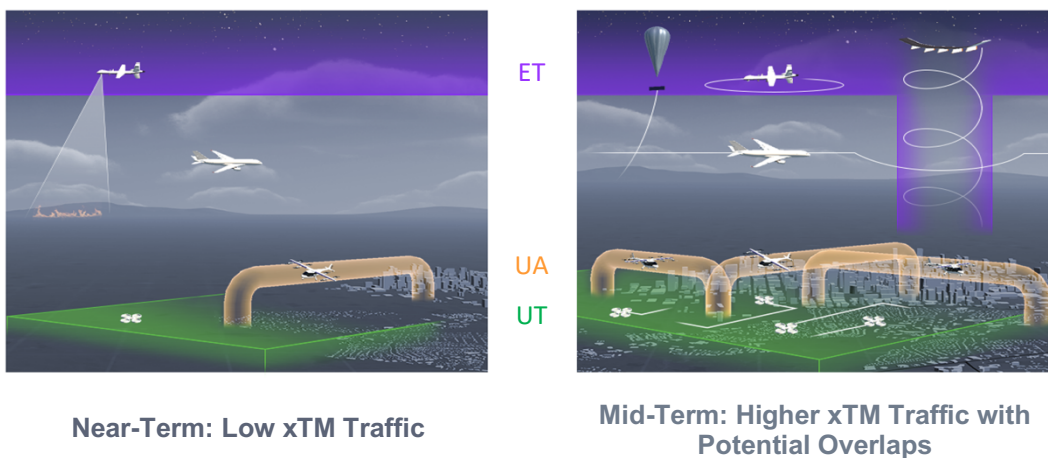 ET
UA
UT
Near-Term: Low xTM Traffic
Mid-Term: Higher xTM Traffic with
Potential Overlaps